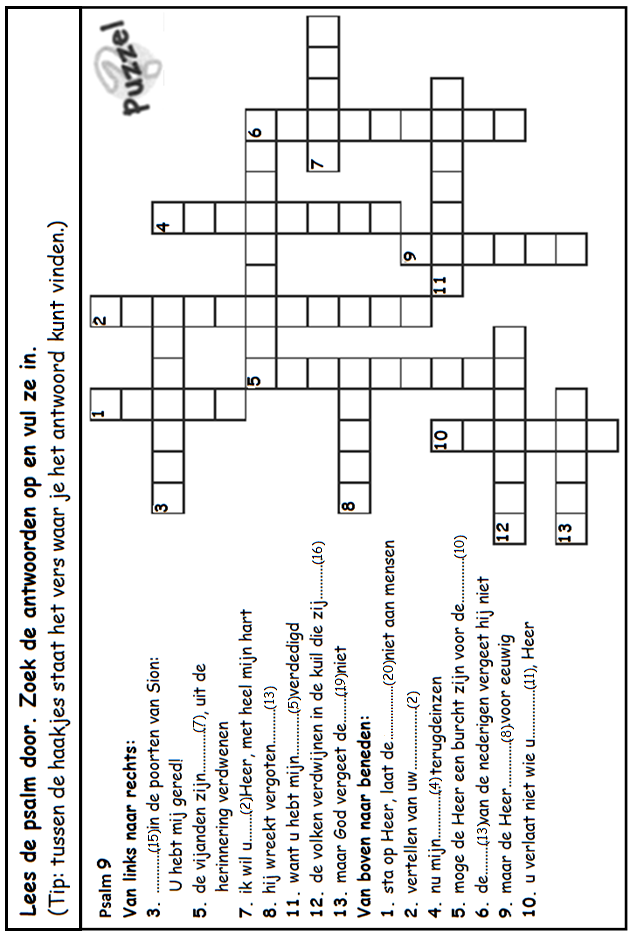 Lees de psalm door. Zoek de antwoorden op en vul ze in.
(Tip: tussen de haakjes staat het vers waar je het antwoord kunt vinden.)
Psalm 9
Van links naar rechts:
3. ........(15)in de poorten van Sion:
U hebt mij gered!
5. de vijanden zijn........(7), uit de
herinnering verdwenen
7. ik wil u.....(2)Heer, met heel mijn hart
8. hij wreekt vergoten.......(13)
11. want u hebt mijn.........(5)verdedigd
12. de volken verdwijnen in de kuil die zij.........(16)
13. maar God vergeet de......(19)niet
Van boven naar beneden:
1. sta op Heer, laat de............(20)niet aan mensen
2. vertellen van uw............(2)
4. nu mijn........(4)terugdeinzen
5. moge de Heer een burcht zijn voor de...........(10)
6. de......(13)van de nederigen vergeet hij niet
9. maar de Heer.........(8)voor eeuwig
10. u verlaat niet wie u...........(11), Heer
Puzzel
1
2
3
4
5
6
7
8
9
10
11
12
13